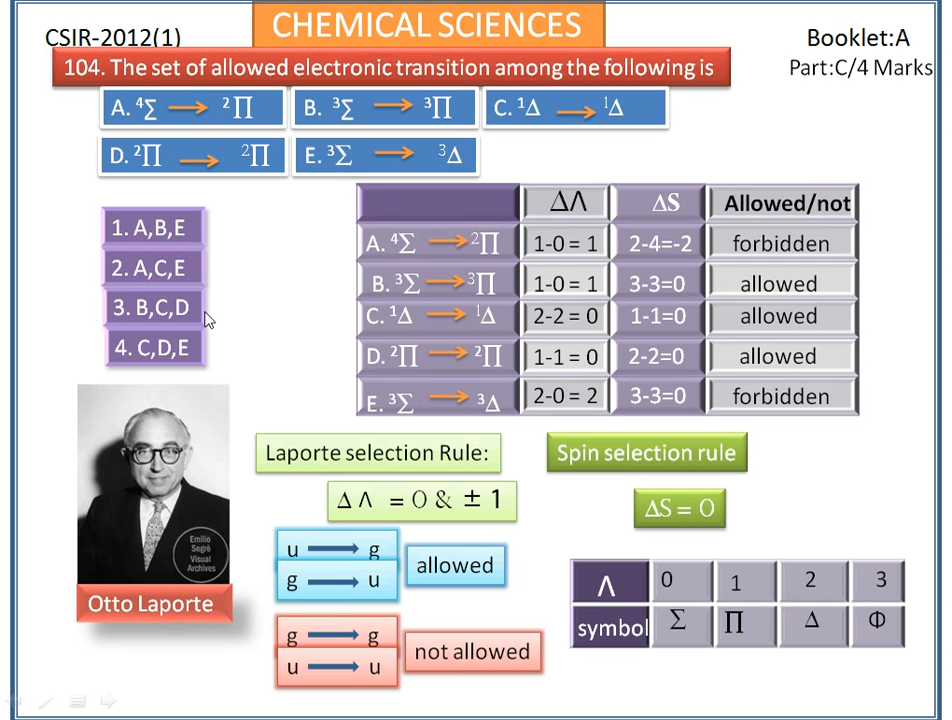 CHEMICAL SCIENCES
CSIR-2012(1)
Booklet:A
104. The set of allowed electronic transition among the following is
Part:C/4 Marks
A. ⁴Σ → ²∏ B. ³Σ → ³∏ C. ¹Δ → ¹Δ
D. ²∏ → ²∏ E. ³Σ → ³Δ
1. A,B,E
2. A,C,E
3. B,C,D
4. C,D,E
ΔΛ ΔS Allowed/not
A. ⁴Σ → ²∏ 1-0 = 1 2-4=-2 forbidden
B. ³Σ → ³∏ 1-0 = 1 3-3=0 allowed
C. ¹Δ → ¹Δ 2-2 = 0 1-1=0 allowed
D. ²∏ → ²∏ 1-1 = 0 2-2=0 allowed
E. ³Σ → ³Δ 2-0 = 2 3-3=0 forbidden
Emilio
Segrè
Visual
Archives
Otto Laporte
Laporte selection Rule:
Δ Λ = 0 & ± 1
u → g
g → u
allowed
g → g
u → u
not allowed
Spin selection rule
ΔS = 0
Λ 0 1 2 3
symbol Σ ∏ Δ Φ